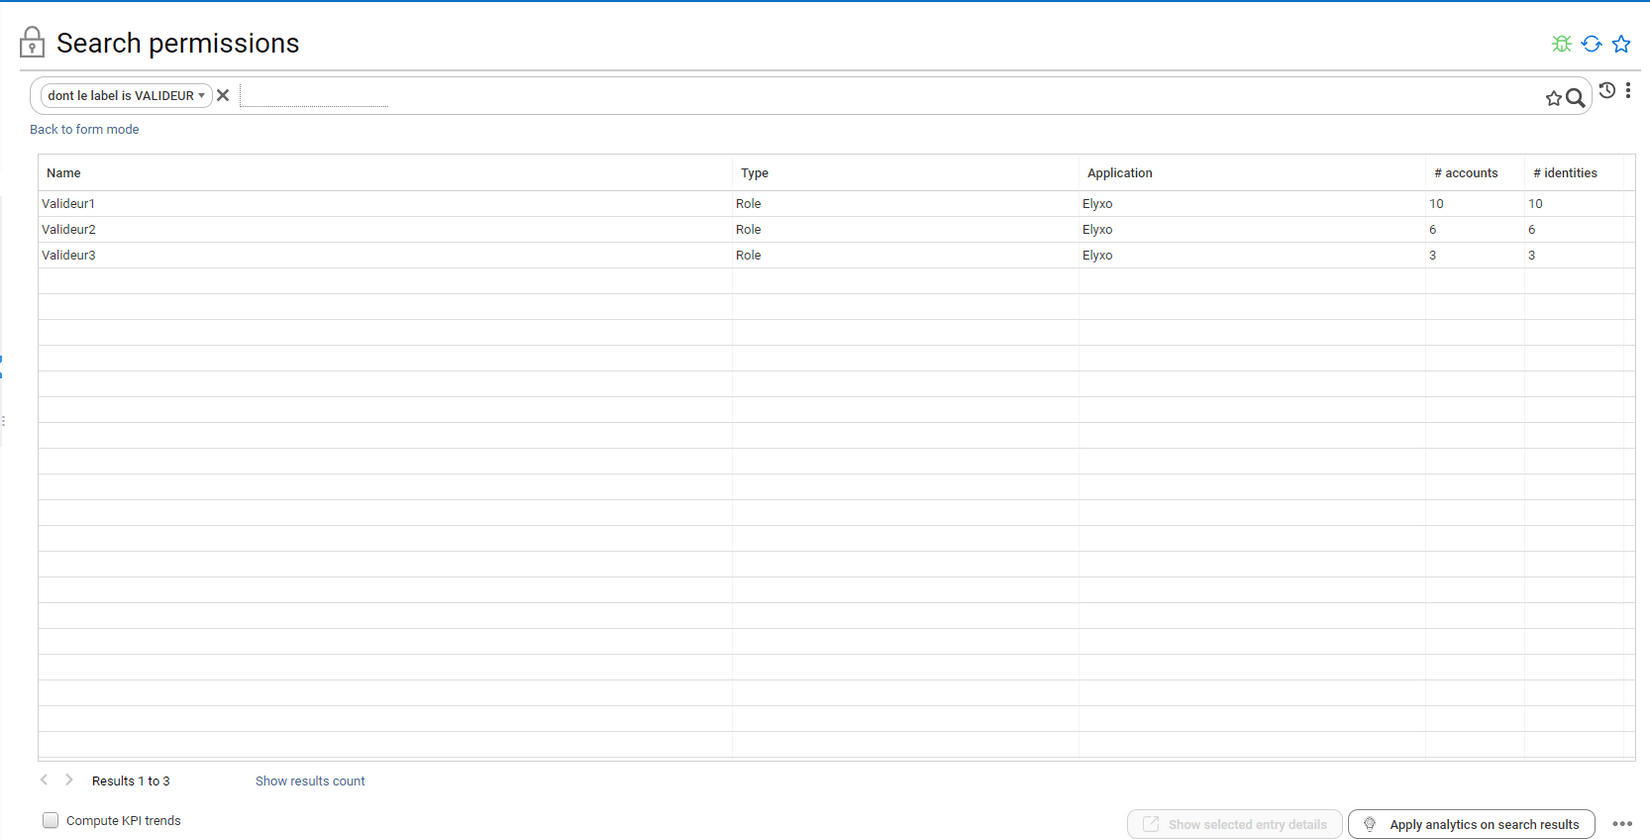 Search permissions
dont le label is VALIDEUR
Back to form mode
Name Type Application # accounts # identities
Valideur1 Role Elyxo 10 10
Valideur2 Role Elyxo 6 6
Valideur3 Role Elyxo 3 3
Results 1 to 3 Show results count
Compute KPI trends
Show selected entry details Apply analytics on search results